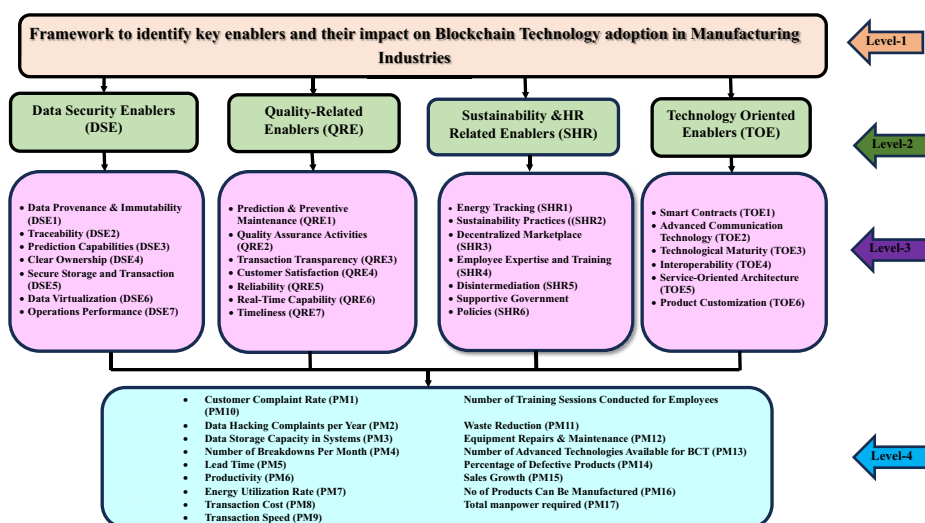 Framework to identify key enablers and their impact on Blockchain Technology adoption in Manufacturing
Industries
Level-1
Data Security Enablers
(DSE)
Quality-Related
Enablers (QRE)
Sustainability &HR
Related Enablers (SHR)
Technology Oriented
Enablers (TOE)
Level-2
• Data Provenance & Immutability
(DSE1)
• Traceability (DSE2)
• Prediction Capabilities (DSE3)
• Clear Ownership (DSE4)
• Secure Storage and Transaction
(DSE5)
• Data Virtualization (DSE6)
• Operations Performance (DSE7)
• Prediction & Preventive
Maintenance (QRE1)
• Quality Assurance Activities
(QRE2)
• Transaction Transparency (QRE3)
• Customer Satisfaction (QRE4)
• Reliability (QRE5)
• Real-Time Capability (QRE6)
• Timeliness (QRE7)
• Energy Tracking (SHR1)
• Sustainability Practices ((SHR2)
• Decentralized Marketplace
(SHR3)
• Employee Expertise and Training
(SHR4)
• Disintermediation (SHR5)
• Supportive Government
Policies (SHR6)
• Smart Contracts (TOE1)
• Advanced Communication
Technology (TOE2)
• Technological Maturity (TOE3)
• Interoperability (TOE4)
• Service-Oriented Architecture
(TOE5)
• Product Customization (TOE6)
Level-3
• Customer Complaint Rate (PM1) Number of Training Sessions Conducted for Employees
(PM10)
• Data Hacking Complaints per Year (PM2) Waste Reduction (PM11)
• Data Storage Capacity in Systems (PM3) Equipment Repairs & Maintenance (PM12)
• Number of Breakdowns Per Month (PM4) Number of Advanced Technologies Available for BCT (PM13)
• Lead Time (PM5) Percentage of Defective Products (PM14)
• Productivity (PM6) Sales Growth (PM15)
• Energy Utilization Rate (PM7) No of Products Can Be Manufactured (PM16)
• Transaction Cost (PM8) Total manpower required (PM17)
• Transaction Speed (PM9)
Level-4